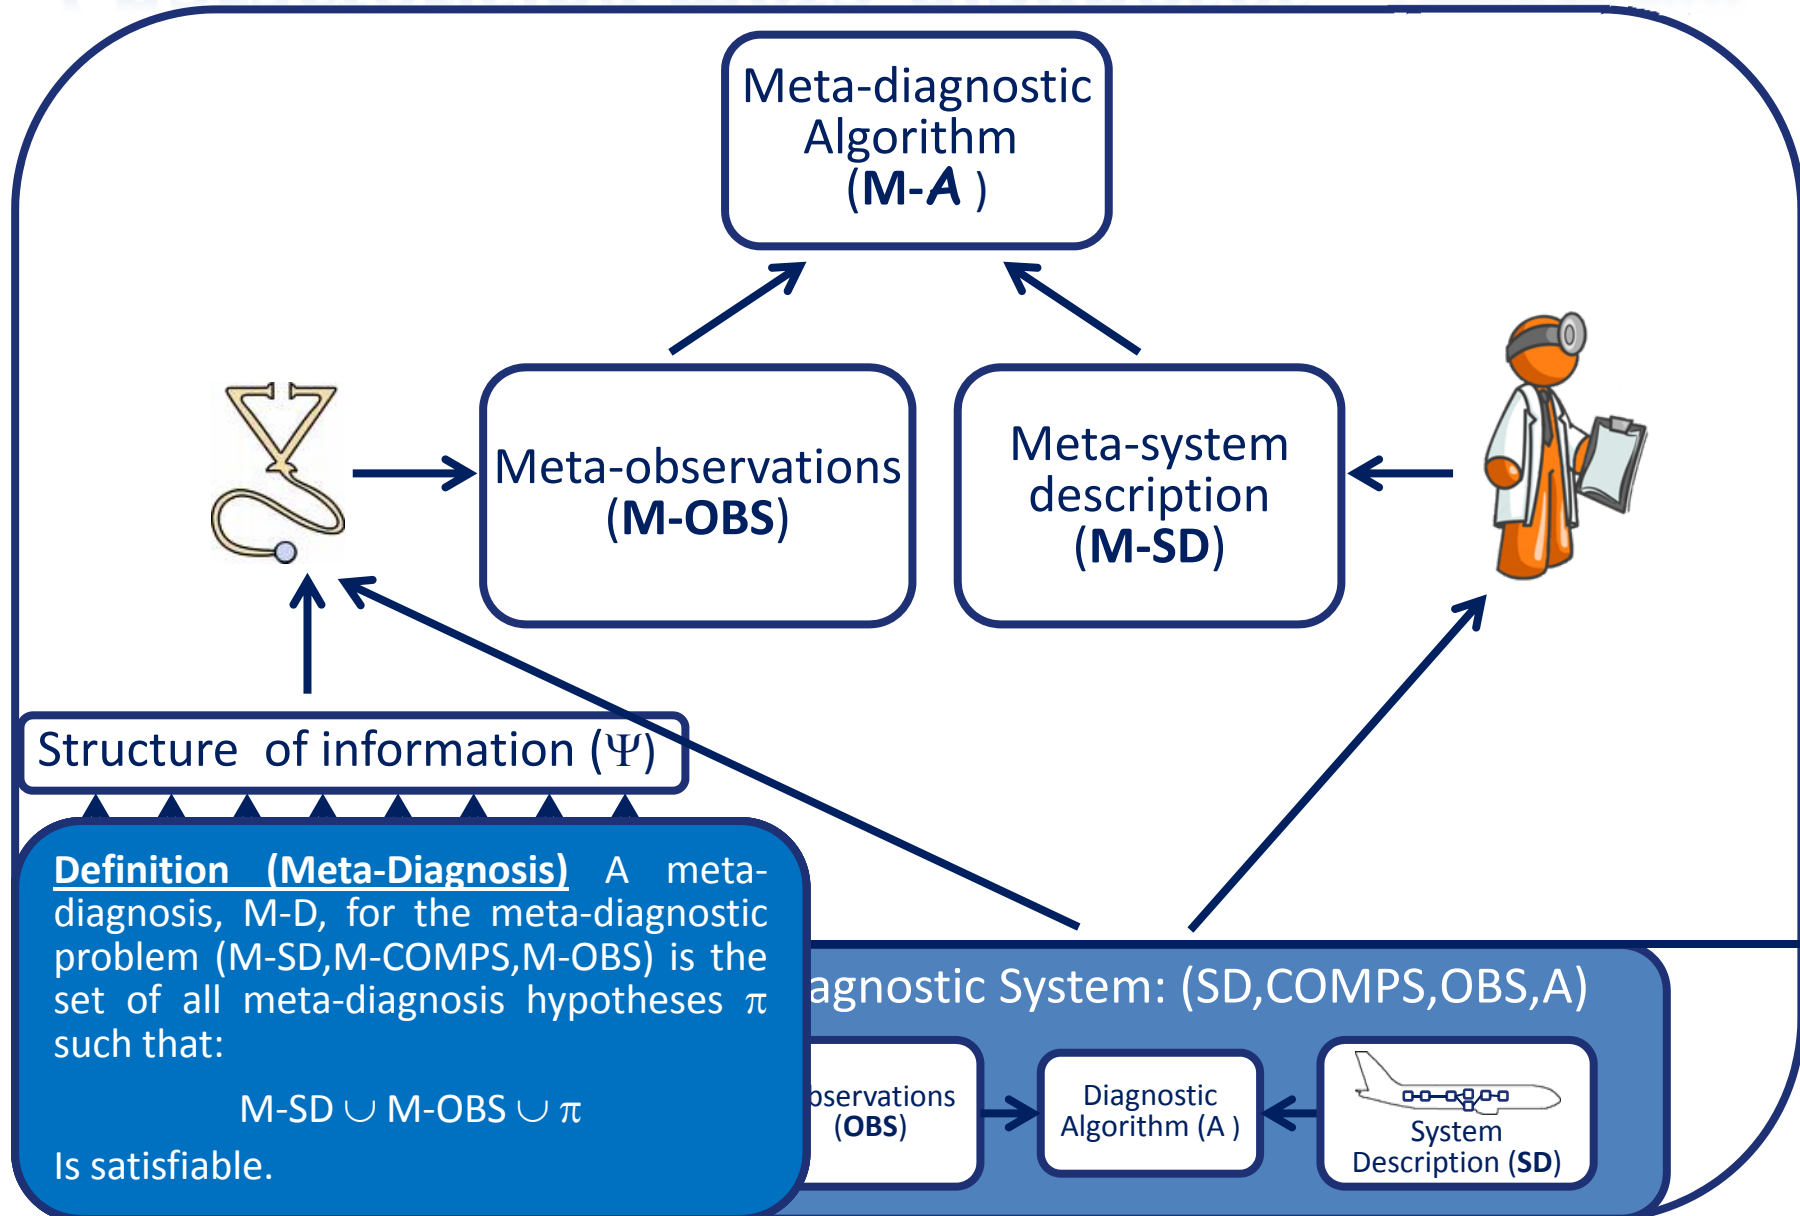 Meta-diagnostic
Algorithm
(M-A )
Meta-observations
(M-OBS)
Meta-system
description
(M-SD)
Structure of information (Ψ)
Definition (Meta-Diagnosis) A meta-
diagnosis, M-D, for the meta-diagnostic
problem (M-SD,M-COMPS,M-OBS) is the
set of all meta-diagnosis hypotheses π
such that:
M-SD ∪ M-OBS ∪ π
Is satisfiable.
agnostic System: (SD,COMPS,OBS,A)
bservations
(OBS)
Diagnostic
Algorithm (A )
System
Description (SD)